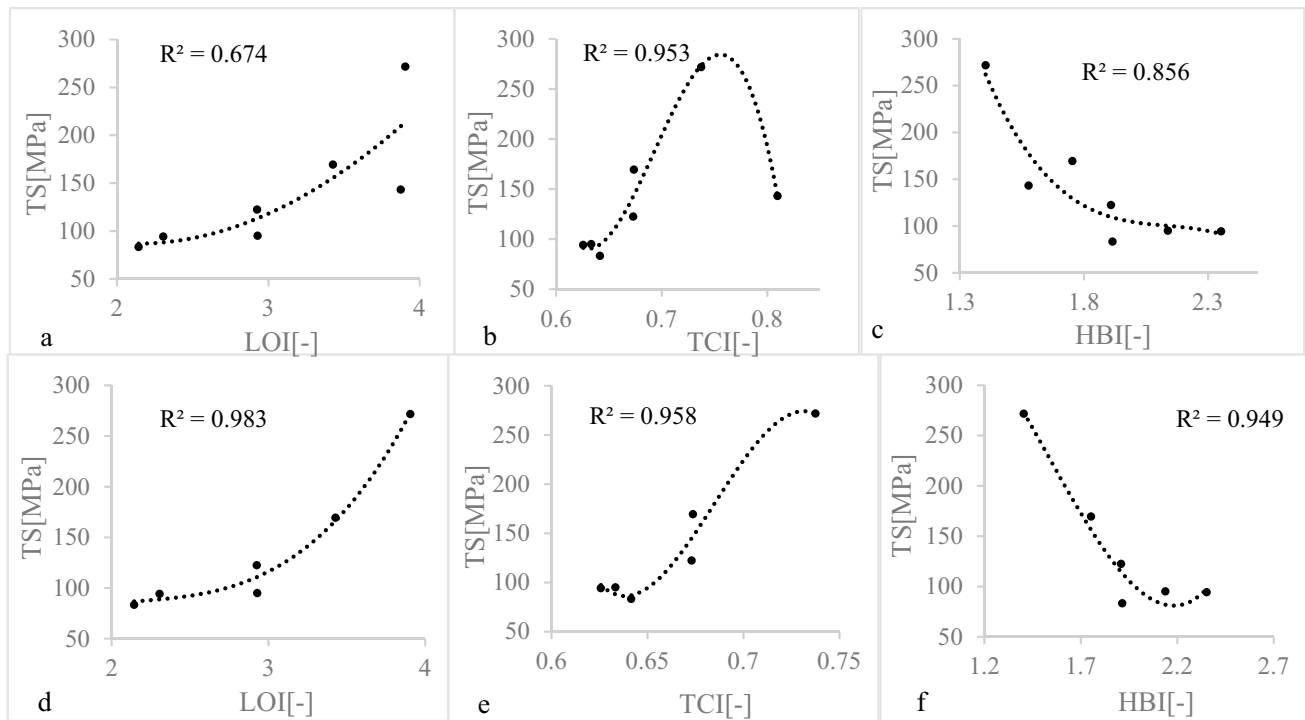 300
250
200
150
100
50
TS[MPa]
R² = 0.674
2
3
4
a
LOI[-]
300
250
200
150
100
50
TS[MPa]
R² = 0.953
0.6
0.7
0.8
b
TCI[-]
300
250
200
150
100
50
TS[MPa]
R² = 0.856
1.3
1.8
2.3
c
HBI[-]
300
250
200
150
100
50
TS[MPa]
R² = 0.983
2
3
4
d
LOI[-]
300
250
200
150
100
50
TS[MPa]
R² = 0.958
0.6
0.65
0.7
0.75
e
TCI[-]
300
250
200
150
100
50
TS[MPa]
R² = 0.949
1.2
1.7
2.2
2.7
f
HBI[-]